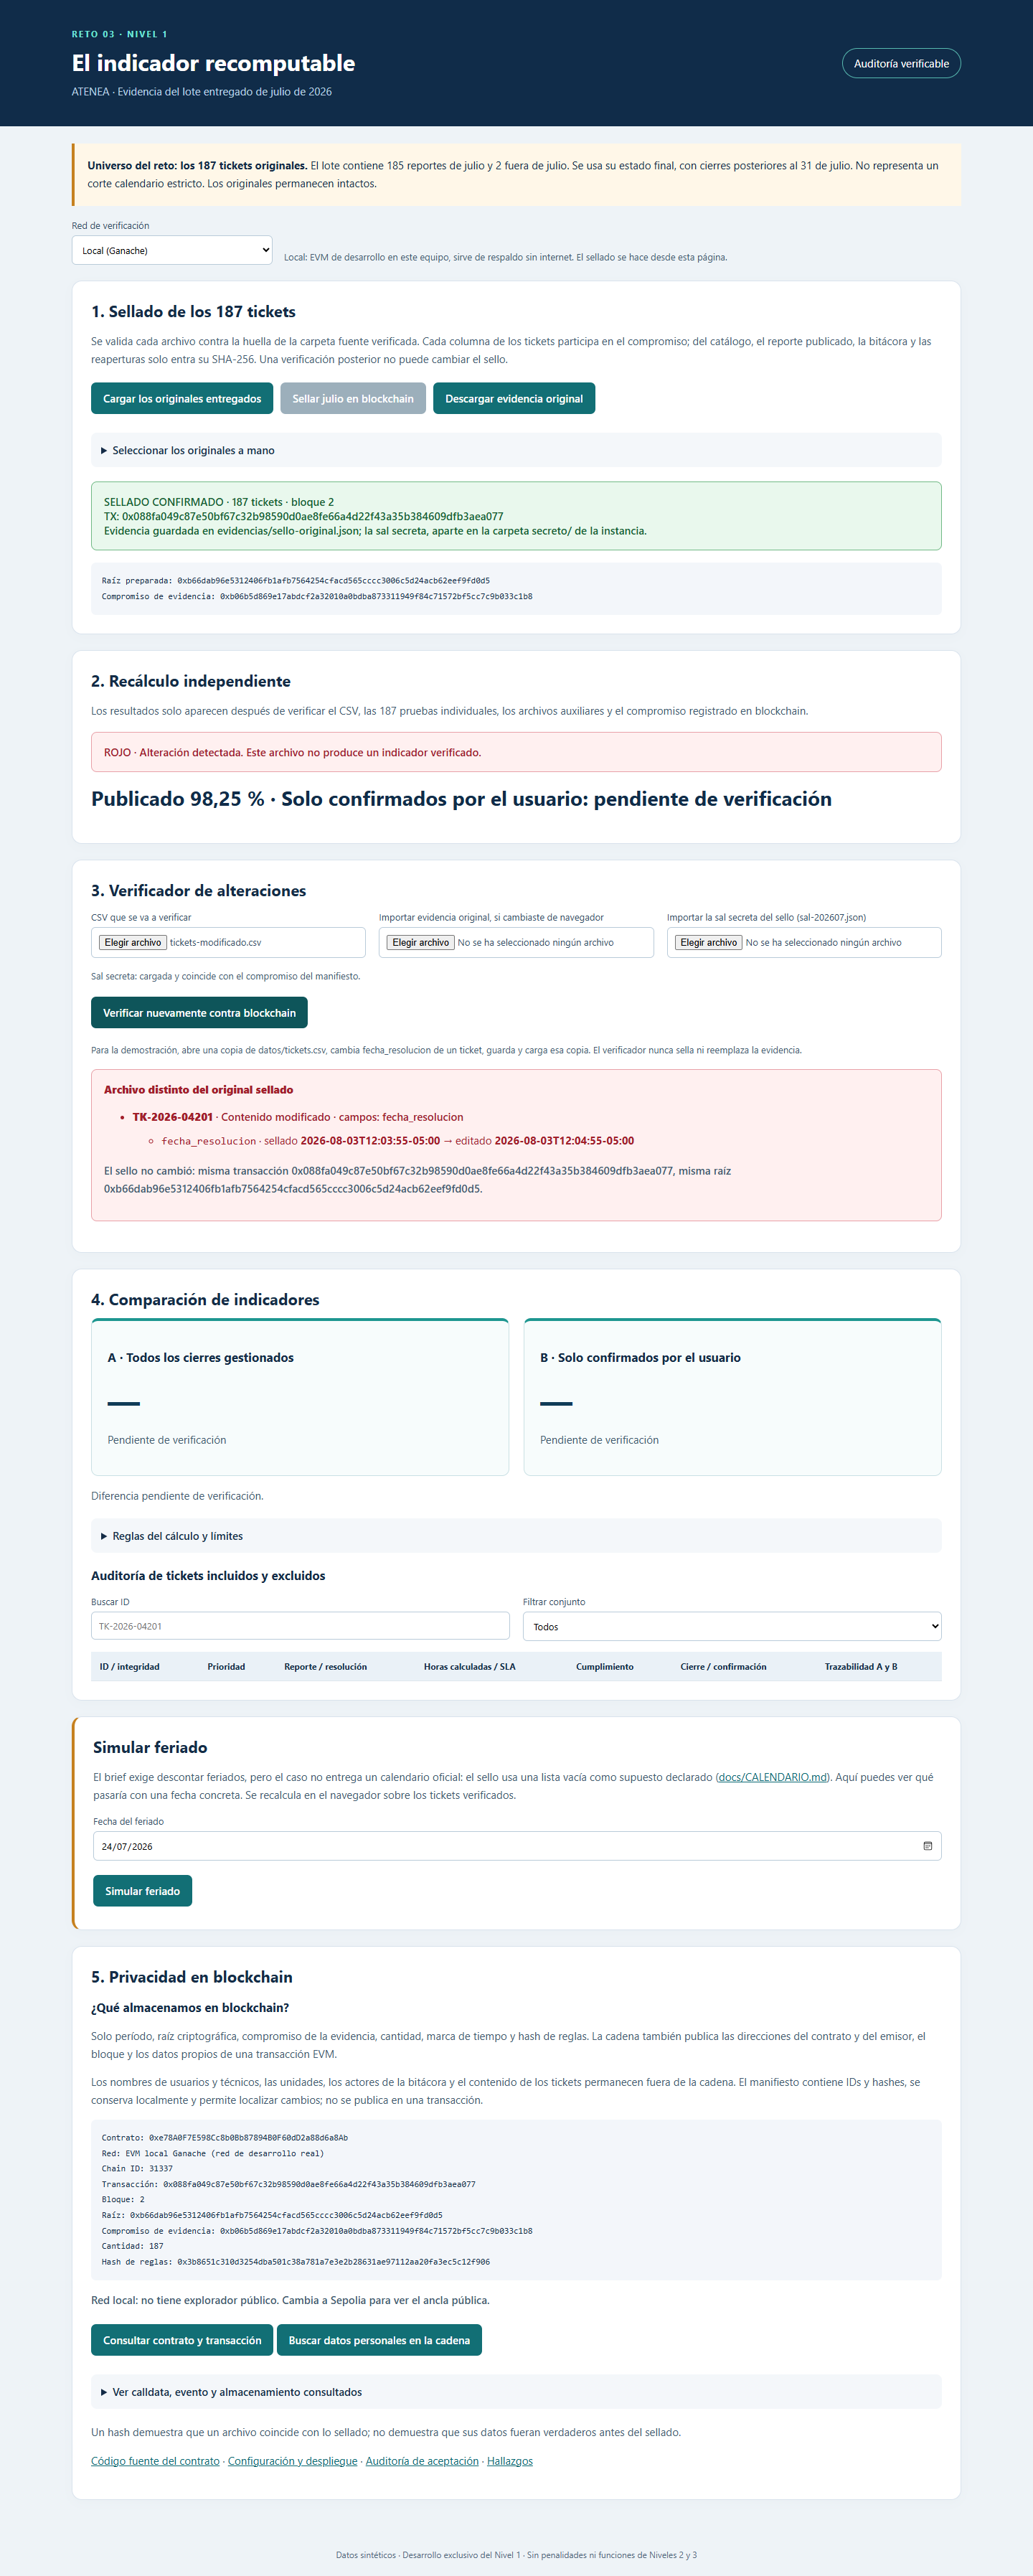 RETO 03 · NIVEL 1
El indicador recomputable
ATENEA · Evidencia del lote entregado de julio de 2026
Auditoría verificable
Universo del reto: los 187 tickets originales. El lote contiene 185 reportes de julio y 2 fuera de julio. Se usa su estado final, con cierres posteriores al 31 de julio. No representa un
corte calendario estricto. Los originales permanecen intactos.
Red de verificación
Local (Ganache)
Local: EVM de desarrollo en este equipo, sirve de respaldo sin internet. El sellado se hace desde esta página.
1. Sellado de los 187 tickets
Se valida cada archivo contra la huella de la carpeta fuente verificada. Cada columna de los tickets participa en el compromiso; del catálogo, el reporte publicado, la bitácora y las
reaperturas solo entra su SHA-256. Una verificación posterior no puede cambiar el sello.
Cargar los originales entregados
Sellar julio en blockchain
Descargar evidencia original
▶ Seleccionar los originales a mano
SELLADO CONFIRMADO · 187 tickets · bloque 2
TX: 0x088fa049c87e50bf67c32b98590d0ae8fe66a4d22f43a35b384609dfb3aea077
Evidencia guardada en evidencias/sello-original.json; la sal secreta, aparte en la carpeta secreto/ de la instancia.
Raíz preparada: 0xb66dab96e5312406fb1afb7564254cfacd565cccc3006c5d24acb62eef9fd0d5
Compromiso de evidencia: 0xb06b5d869e17abdcf2a32010a0bdba873311949f84c71572bf5cc7c9b033c1b8
2. Recálculo independiente
Los resultados solo aparecen después de verificar el CSV, las 187 pruebas individuales, los archivos auxiliares y el compromiso registrado en blockchain.
ROJO · Alteración detectada. Este archivo no produce un indicador verificado.
Publicado 98,25 % · Solo confirmados por el usuario: pendiente de verificación
3. Verificador de alteraciones
CSV que se va a verificar
Elegir archivo tickets-modificado.csv
Importar evidencia original, si cambiaste de navegador
Elegir archivo No se ha seleccionado ningún archivo
Importar la sal secreta del sello (sal-202607.json)
Elegir archivo No se ha seleccionado ningún archivo
Sal secreta: cargada y coincide con el compromiso del manifiesto.
Verificar nuevamente contra blockchain
Para la demostración, abre una copia de datos/tickets.csv, cambia fecha_resolucion de un ticket, guarda y carga esa copia. El verificador nunca sella ni reemplaza la evidencia.
Archivo distinto del original sellado
• TK-2026-04201 · Contenido modificado · campos: fecha_resolucion
◦ fecha_resolucion · sellado 2026-08-03T12:03:55-05:00 → editado 2026-08-03T12:04:55-05:00
El sello no cambió: misma transacción 0x088fa049c87e50bf67c32b98590d0ae8fe66a4d22f43a35b384609dfb3aea077, misma raíz
0xb66dab96e5312406fb1afb7564254cfacd565cccc3006c5d24acb62eef9fd0d5.
4. Comparación de indicadores
A · Todos los cierres gestionados
—
Pendiente de verificación
B · Solo confirmados por el usuario
—
Pendiente de verificación
Diferencia pendiente de verificación.
▶ Reglas del cálculo y límites
Auditoría de tickets incluidos y excluidos
Buscar ID
TK-2026-04201
Filtrar conjunto
Todos
ID / integridad Prioridad Reporte / resolución Horas calculadas / SLA Cumplimiento Cierre / confirmación Trazabilidad A y B
Simular feriado
El brief exige descontar feriados, pero el caso no entrega un calendario oficial: el sello usa una lista vacía como supuesto declarado (docs/CALENDARIO.md). Aquí puedes ver qué
pasaría con una fecha concreta. Se recalcula en el navegador sobre los tickets verificados.
Fecha del feriado
24/07/2026
Simular feriado
5. Privacidad en blockchain
¿Qué almacenamos en blockchain?
Solo período, raíz criptográfica, compromiso de la evidencia, cantidad, marca de tiempo y hash de reglas. La cadena también publica las direcciones del contrato y del emisor, el
bloque y los datos propios de una transacción EVM.
Los nombres de usuarios y técnicos, las unidades, los actores de la bitácora y el contenido de los tickets permanecen fuera de la cadena. El manifiesto contiene IDs y hashes, se
conserva localmente y permite localizar cambios; no se publica en una transacción.
Contrato: 0xe78A0F7E598Cc8b0Bb87894B0F60dD2a88d6a8Ab
Red: EVM local Ganache (red de desarrollo real)
Chain ID: 31337
Transacción: 0x088fa049c87e50bf67c32b98590d0ae8fe66a4d22f43a35b384609dfb3aea077
Bloque: 2
Raíz: 0xb66dab96e5312406fb1afb7564254cfacd565cccc3006c5d24acb62eef9fd0d5
Compromiso de evidencia: 0xb06b5d869e17abdcf2a32010a0bdba873311949f84c71572bf5cc7c9b033c1b8
Cantidad: 187
Hash de reglas: 0x3b8651c310d3254dba501c38a781a7e3e2b28631ae97112aa20fa3ec5c12f906
Red local: no tiene explorador público. Cambia a Sepolia para ver el ancla pública.
Consultar contrato y transacción
Buscar datos personales en la cadena
▶ Ver calldata, evento y almacenamiento consultados
Un hash demuestra que un archivo coincide con lo sellado; no demuestra que sus datos fueran verdaderos antes del sellado.
Código fuente del contrato · Configuración y despliegue · Auditoría de aceptación · Hallazgos
Datos sintéticos · Desarrollo exclusivo del Nivel 1 · Sin penalidades ni funciones de Niveles 2 y 3